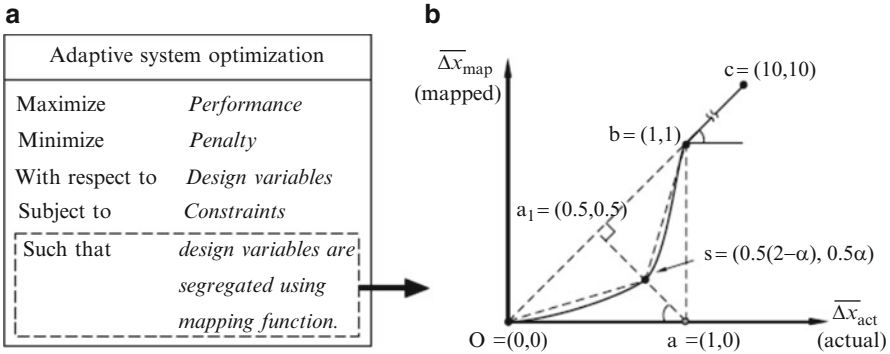 a
Adaptive system optimization
Maximize Performance
Minimize Penalty
With respect to Design variables
Subject to Constraints
Such that design variables are
segregated using
mapping function.
b
Δx̅map
(mapped)
c = (10,10)
b = (1,1)
a₁ = (0.5,0.5)
s = (0.5(2−α), 0.5α)
O =(0,0)
a = (1,0)
Δx̅act
(actual)